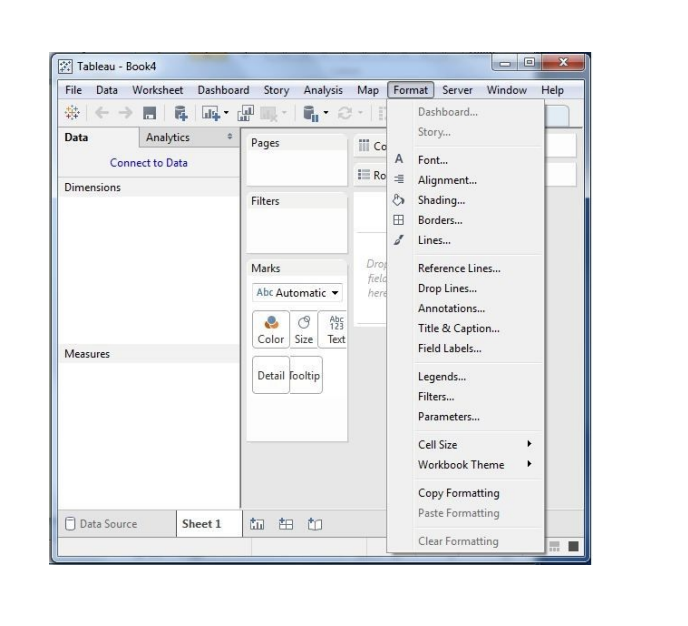 Tableau - Book4
File Data Worksheet Dashboard Story Analysis Map Format Server Window Help
Data Analytics
Connect to Data
Dimensions
Measures
Pages
Filters
Marks
Abc Automatic
Color Size Abc 123 Text
Detail Tooltip
Co
Ro
Drop
field
here
Dashboard...
Story...
A Font...
Alignment...
Shading...
Borders...
Lines...
Reference Lines...
Drop Lines...
Annotations...
Title & Caption...
Field Labels...
Legends...
Filters...
Parameters...
Cell Size
Workbook Theme
Copy Formatting
Paste Formatting
Clear Formatting
Data Source Sheet 1